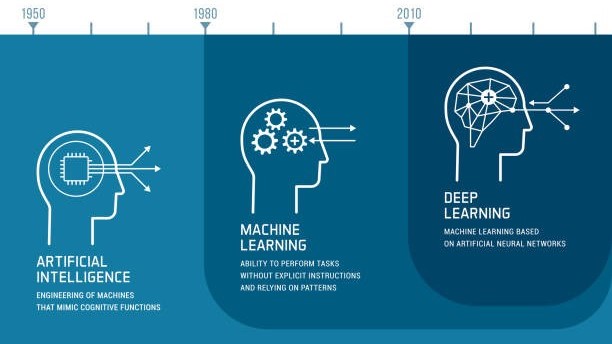 1950
1980
2010
ARTIFICIAL
INTELLIGENCE
ENGINEERING OF MACHINES
THAT MIMIC COGNITIVE FUNCTIONS
MACHINE
LEARNING
ABILITY TO PERFORM TASKS
WITHOUT EXPLICIT INSTRUCTIONS
AND RELYING ON PATTERNS
DEEP
LEARNING
MACHINE LEARNING BASED
ON ARTIFICIAL NEURAL NETWORKS